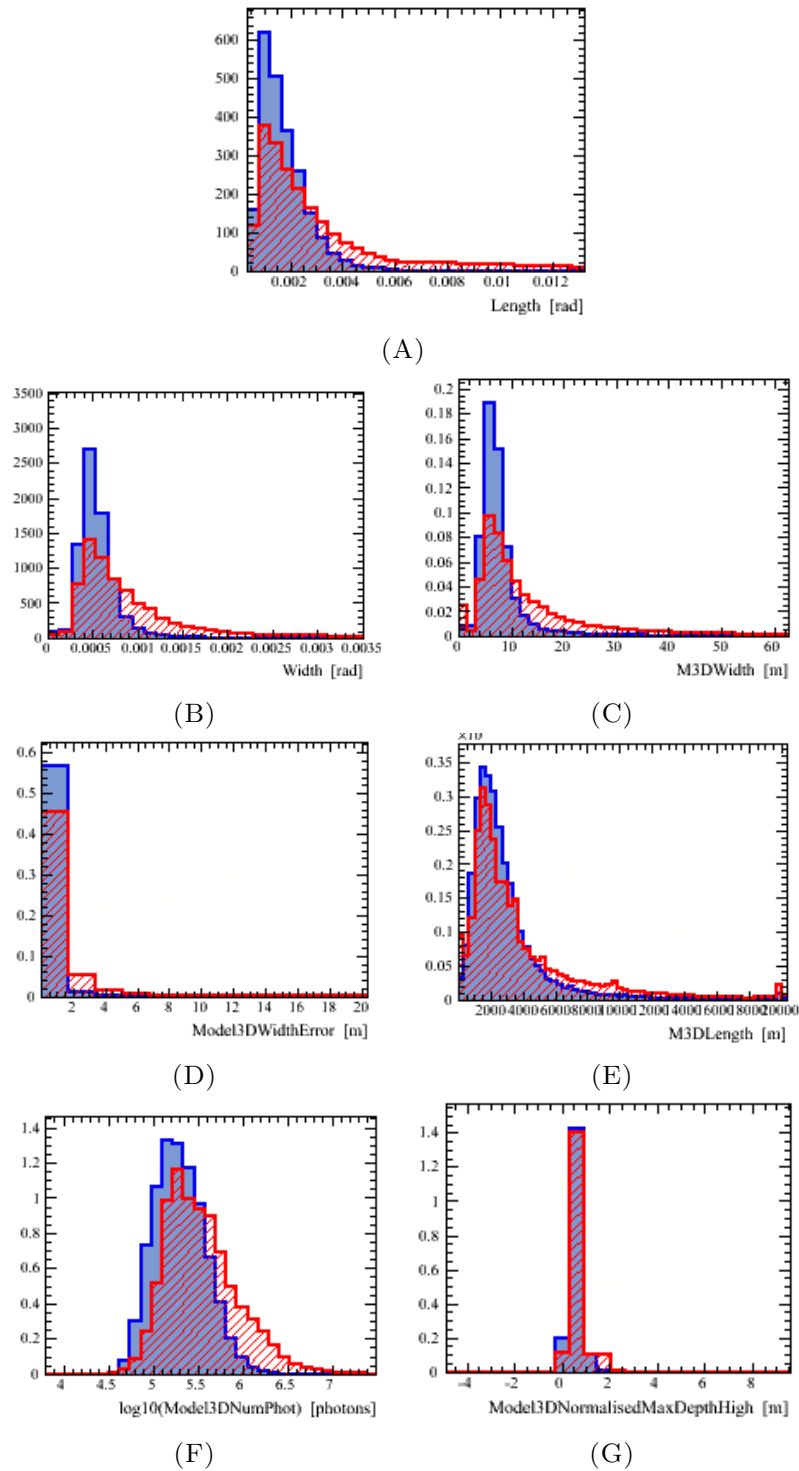 600
500
400
300
200
100
0
0.002 0.004 0.006 0.008 0.01 0.012
Length [rad]
(A)
3500
3000
2500
2000
1500
1000
500
0
0 0.0005 0.001 0.0015 0.002 0.0025 0.003 0.0035
Width [rad]
(B)
0.2
0.18
0.16
0.14
0.12
0.1
0.08
0.06
0.04
0.02
0
0 10 20 30 40 50 60
M3DWidth [m]
(C)
0.6
0.5
0.4
0.3
0.2
0.1
0
2 4 6 8 10 12 14 16 18 20
Model3DWidthError [m]
(D)
0.35
0.3
0.25
0.2
0.15
0.1
0.05
0
2000 4000 6000 8000 10000 12000 14000 16000 18000 20000
M3DLength [m]
(E)
1.4
1.2
1
0.8
0.6
0.4
0.2
0
4 4.5 5 5.5 6 6.5 7
log10(Model3DNumPhot) [photons]
(F)
1.4
1.2
1
0.8
0.6
0.4
0.2
0
-4 -2 0 2 4 6 8
Model3DNormalisedMaxDepthHigh [m]
(G)